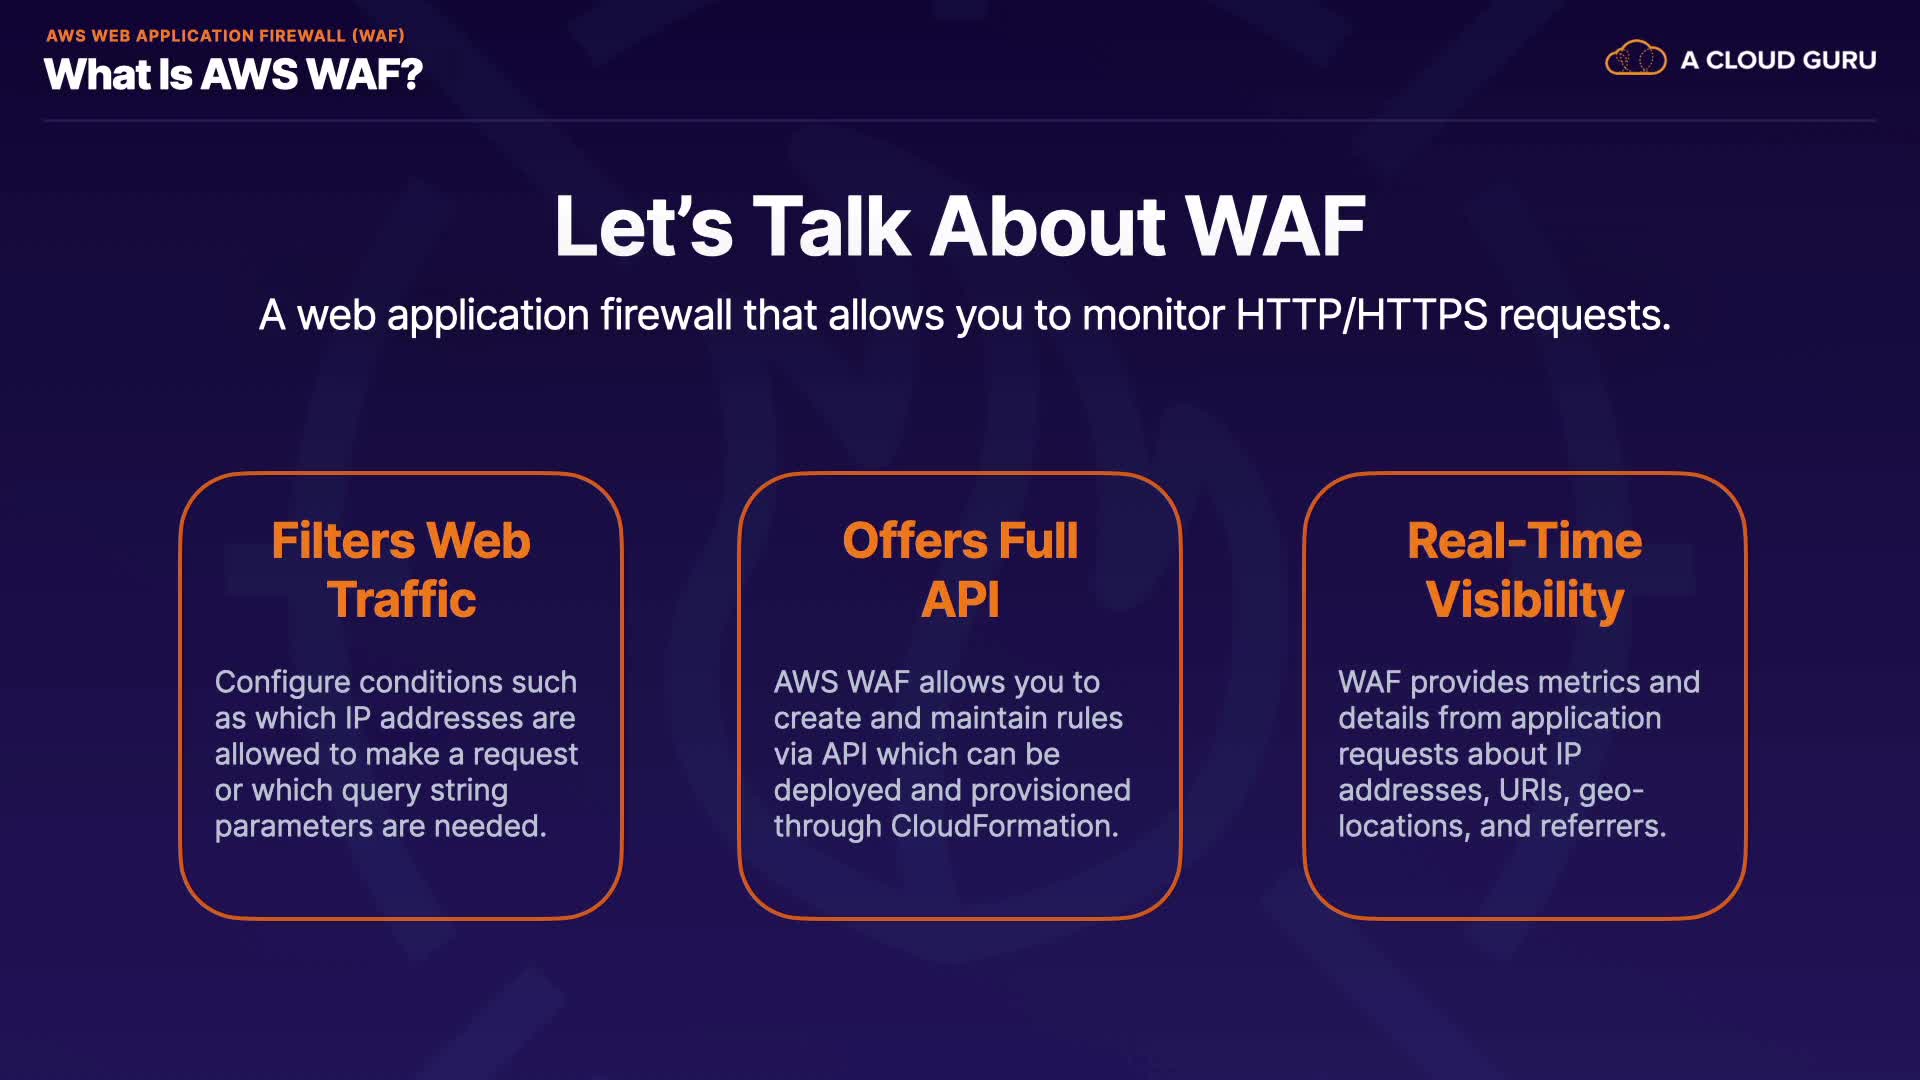 AWS WEB APPLICATION FIREWALL (WAF)
What Is AWS WAF?
A CLOUD GURU
Let’s Talk About WAF
A web application firewall that allows you to monitor HTTP/HTTPS requests.
Filters Web
Traffic
Configure conditions such
as which IP addresses are
allowed to make a request
or which query string
parameters are needed.
Offers Full
API
AWS WAF allows you to
create and maintain rules
via API which can be
deployed and provisioned
through CloudFormation.
Real-Time
Visibility
WAF provides metrics and
details from application
requests about IP
addresses, URIs, geo-
locations, and referrers.